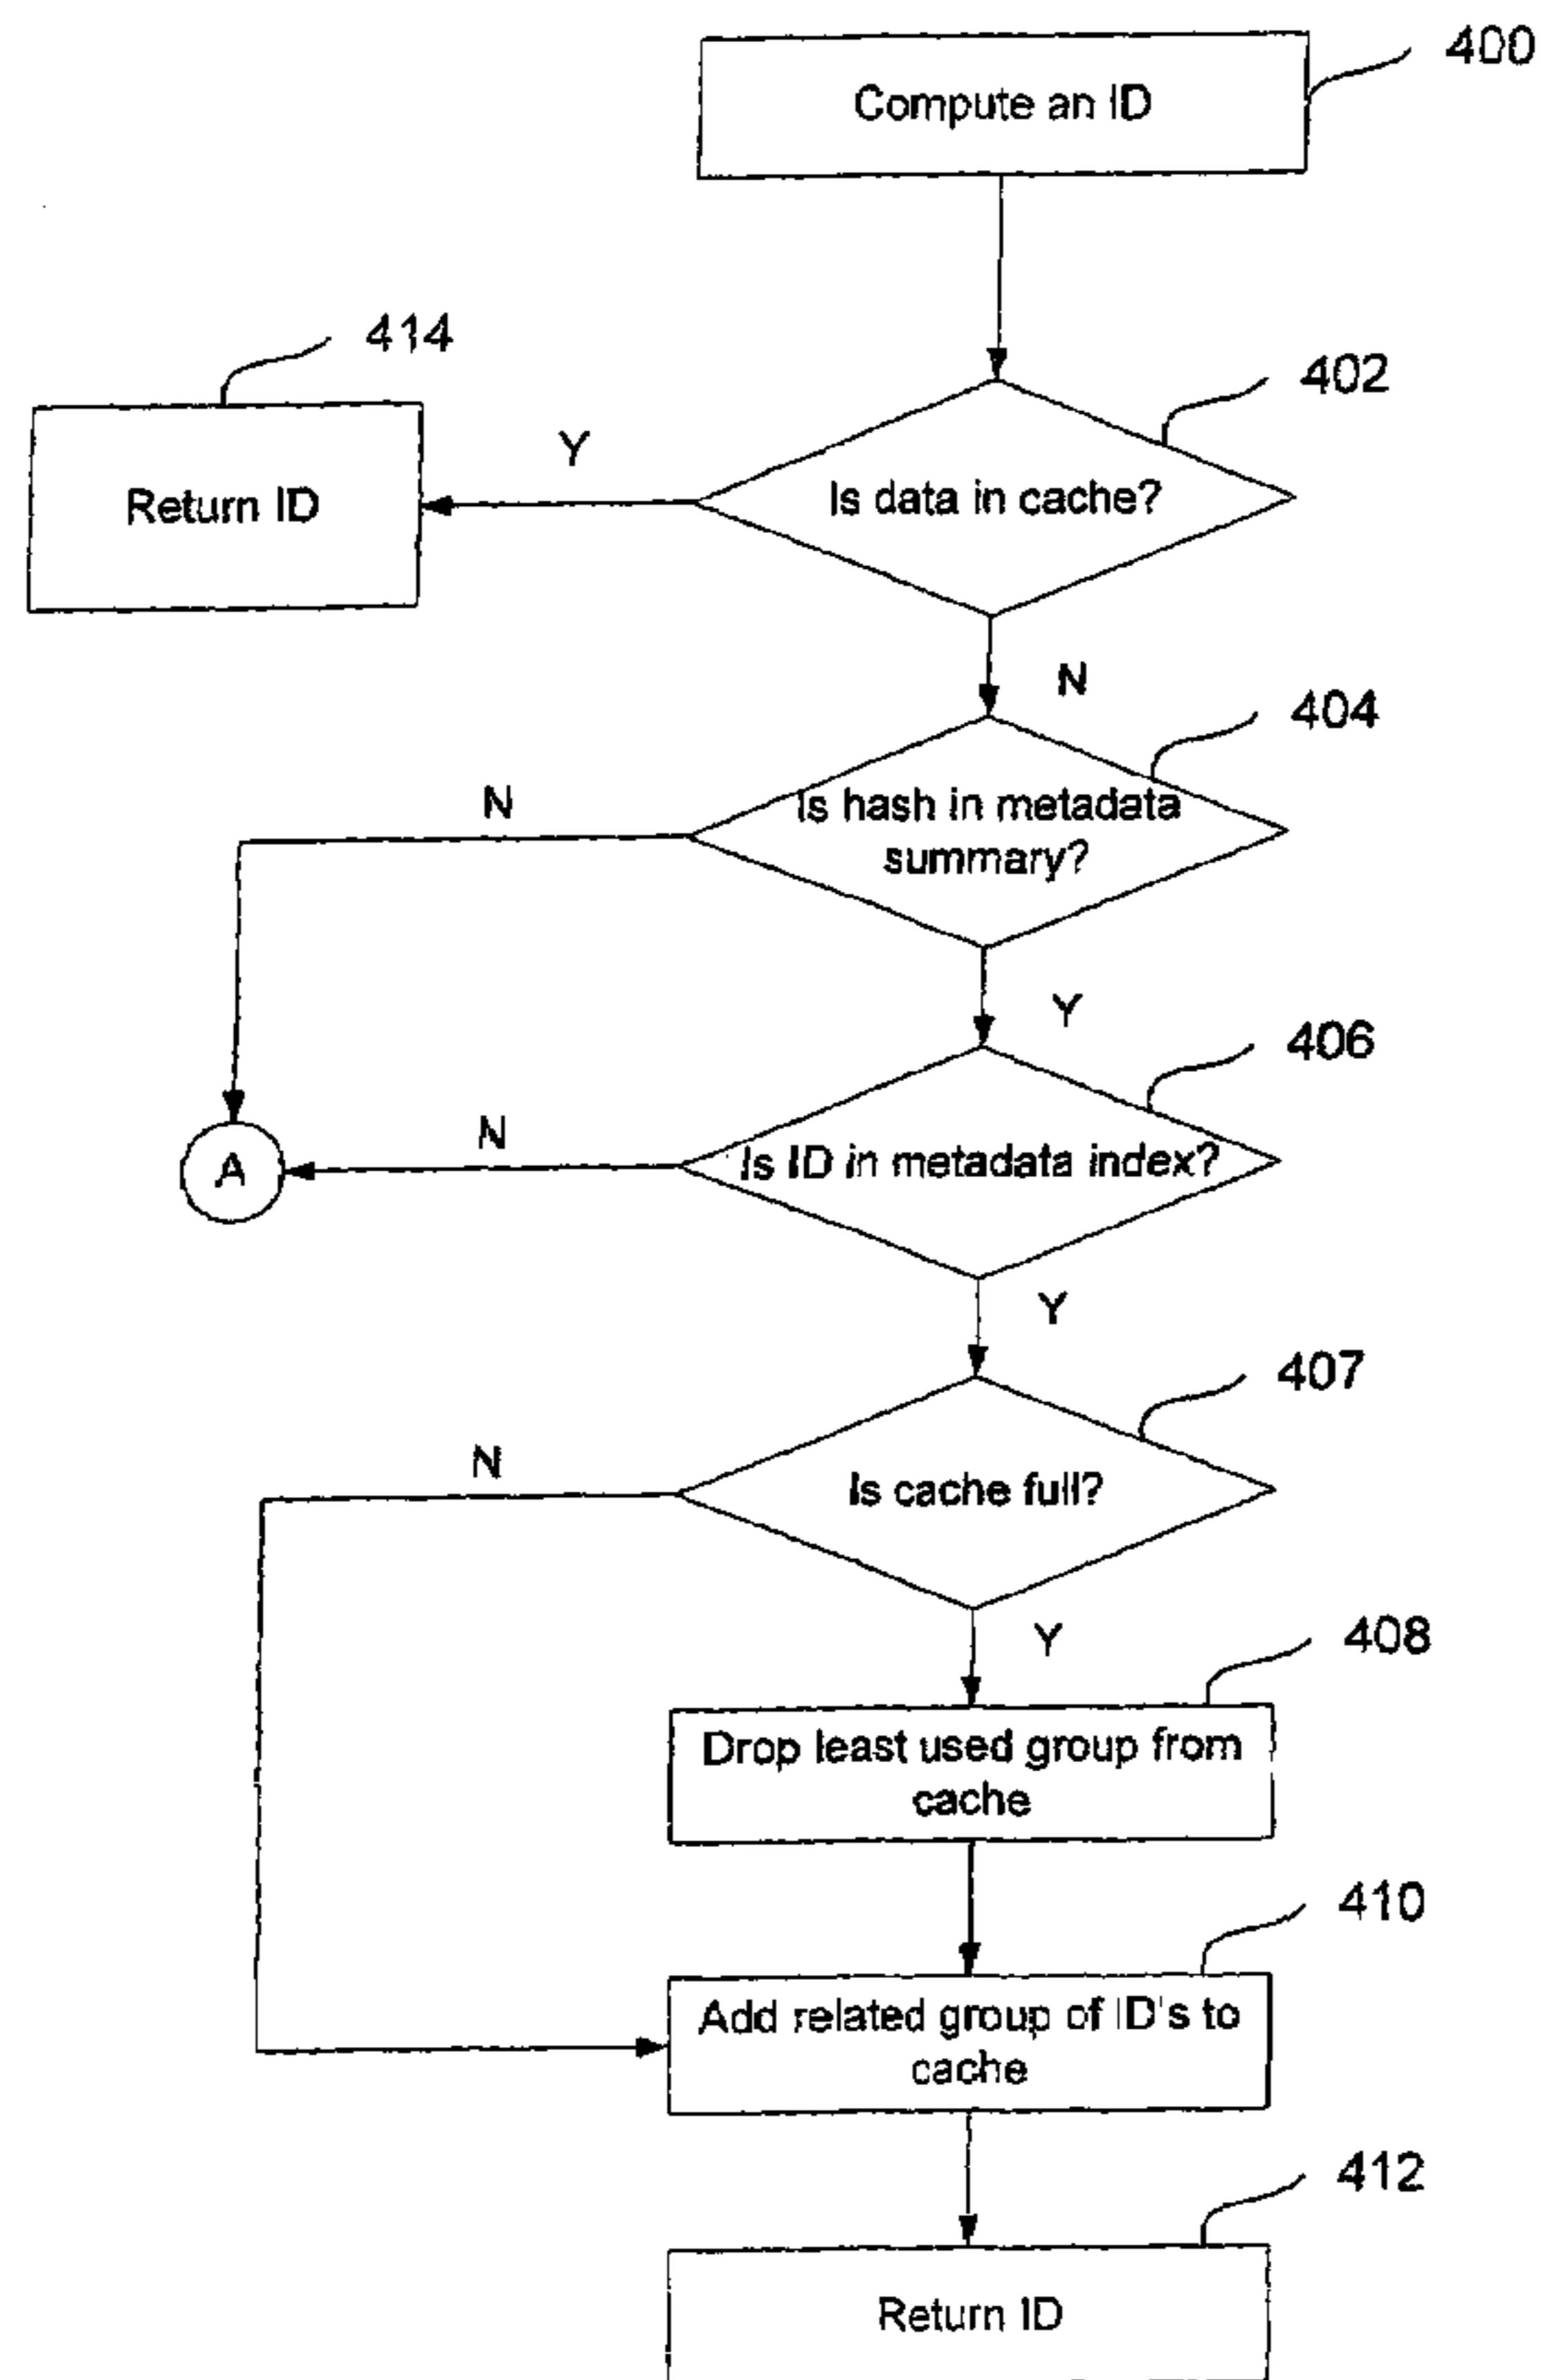 400
Compute an ID
414
402
Y
Return ID
Is data in cache?
N
404
N
Is hash in metadata
summary?
Y
406
N
A
Is ID in metadata index?
Y
407
N
Is cache full?
Y
408
Drop least used group from
cache
410
Add related group of ID's to
cache
412
Return ID